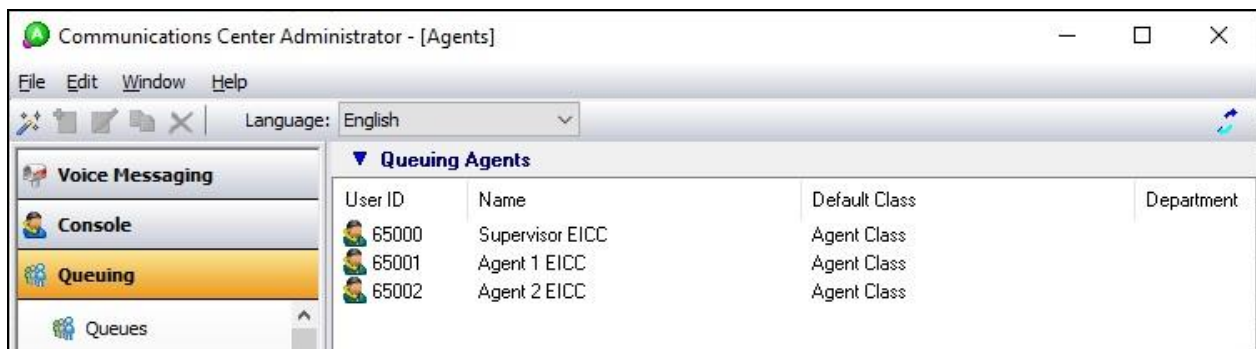 Communications Center Administrator - [Agents]
File Edit Window Help
Language: English
Voice Messaging
Console
Queuing
Queues
Queuing Agents
User ID Name Default Class Department
65000 Supervisor EICC Agent Class
65001 Agent 1 EICC Agent Class
65002 Agent 2 EICC Agent Class